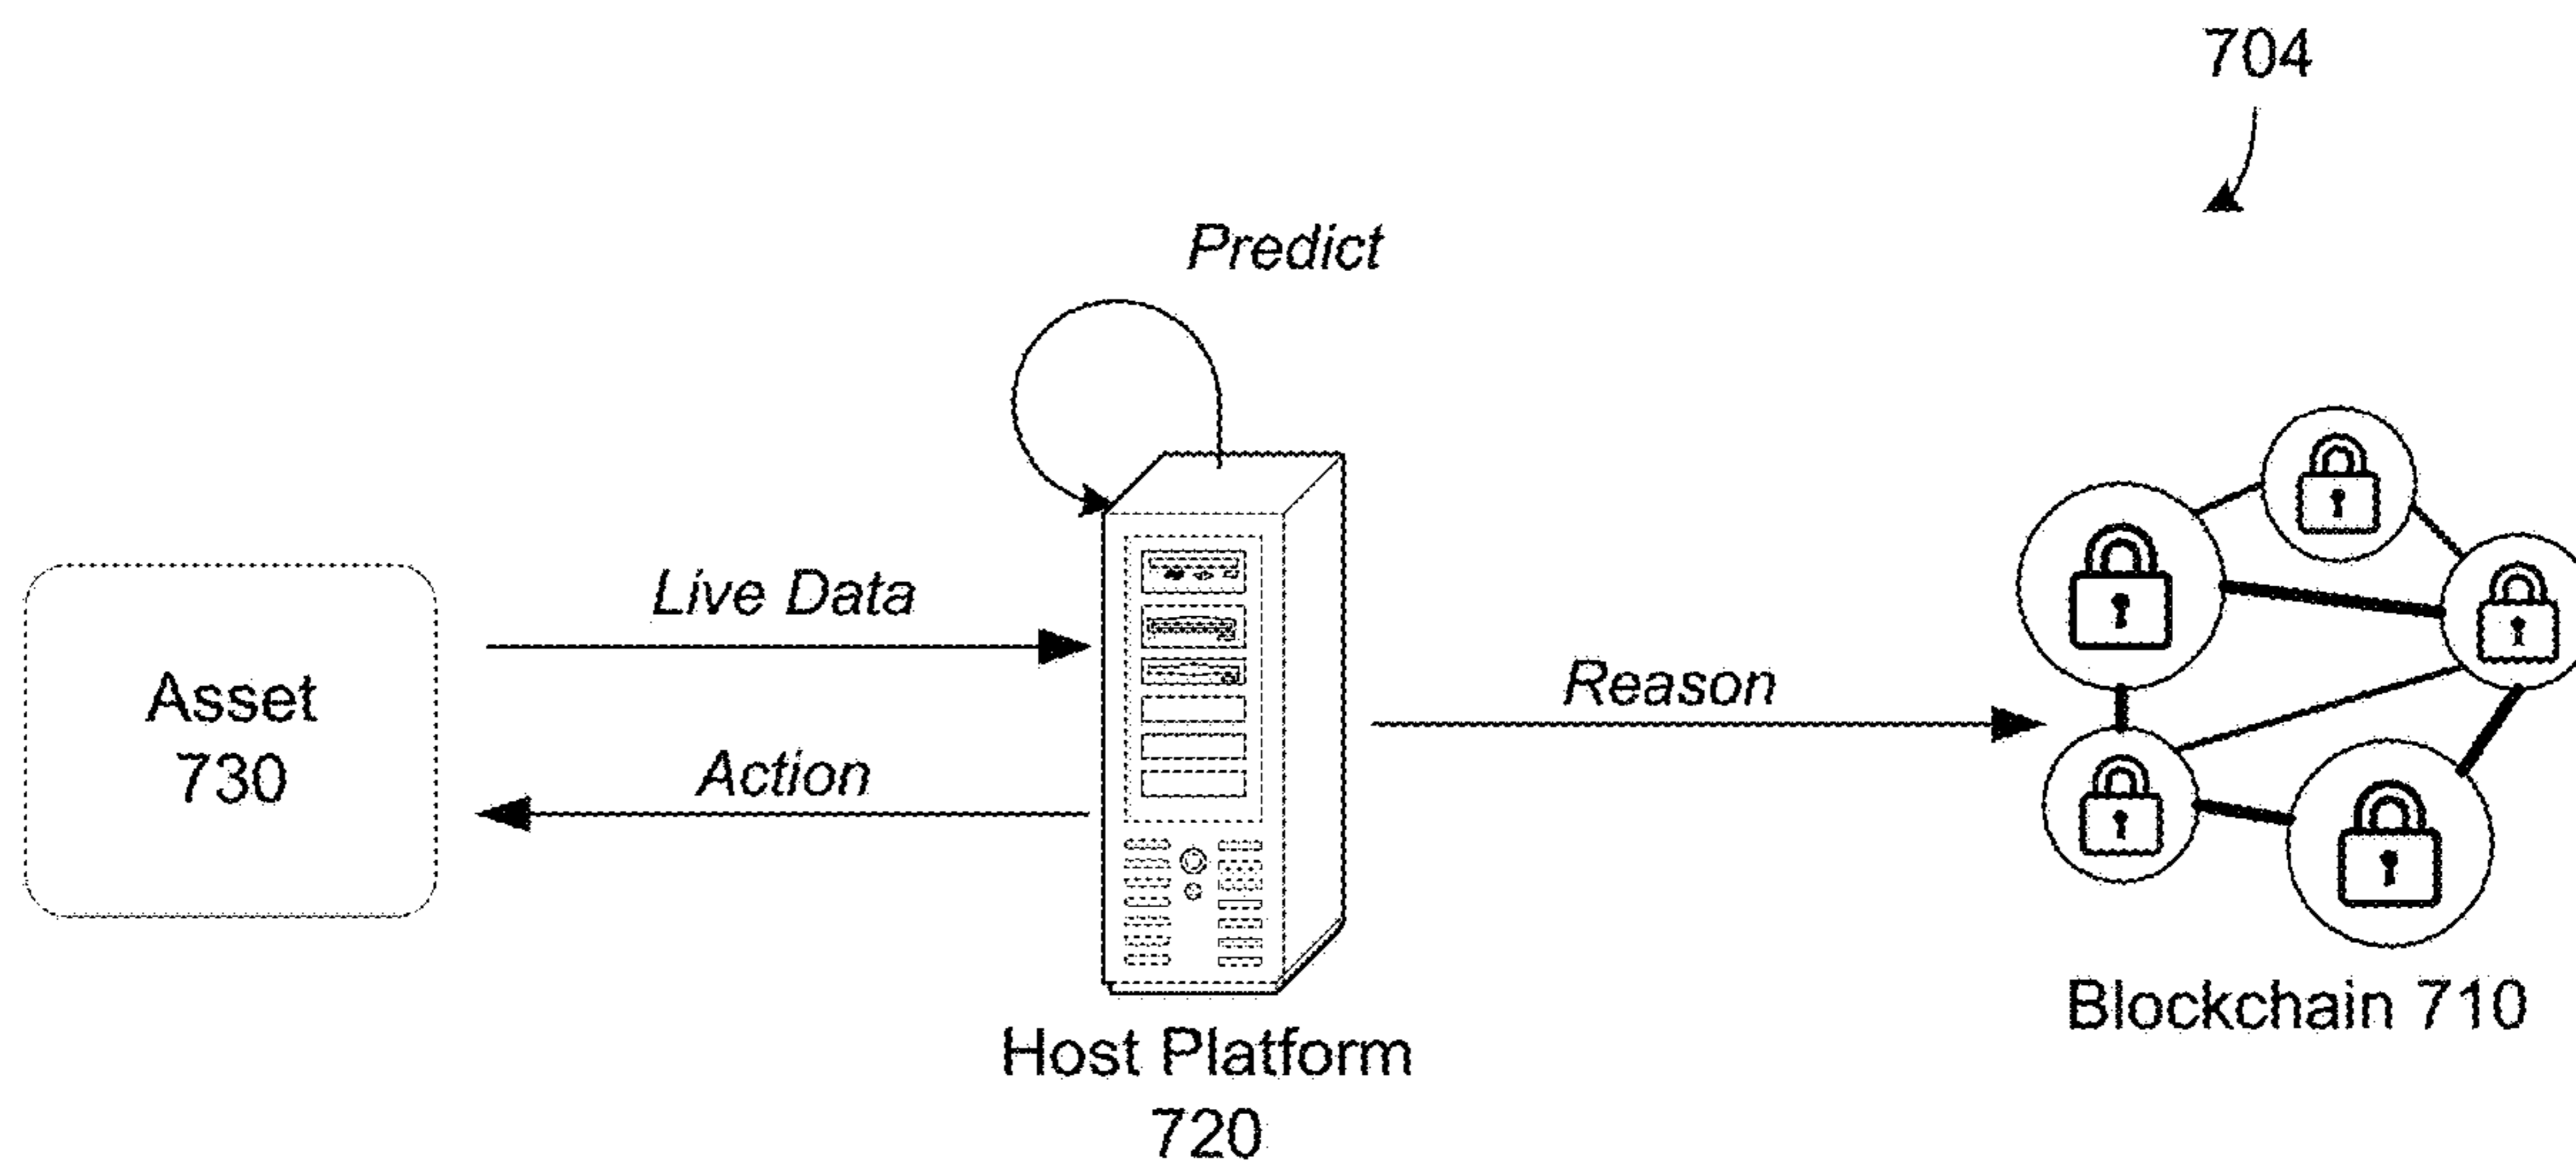 704
Predict
Live Data
Asset
730
Action
Reason
Host Platform
720
Blockchain 710